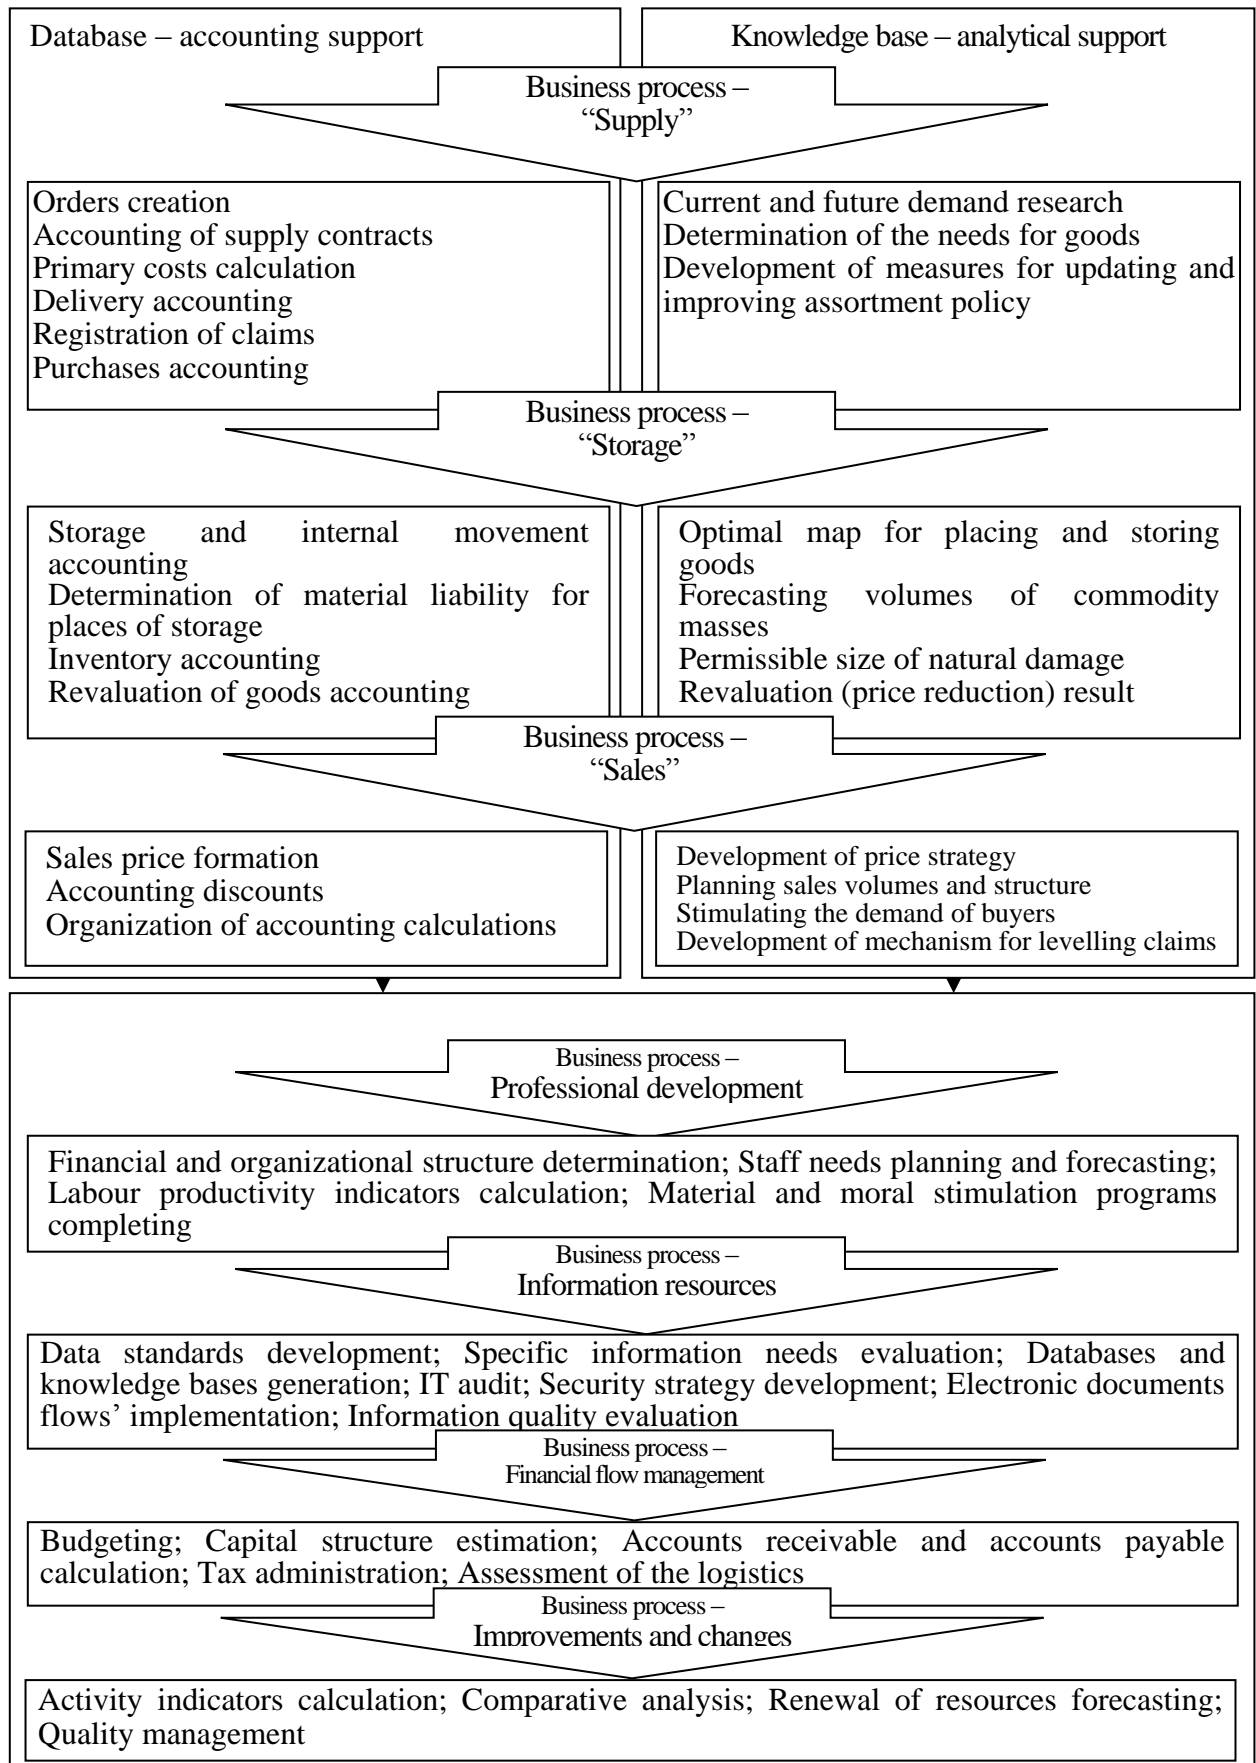 Database – accounting support
Knowledge base – analytical support
Business process –
“Supply”
Orders creation
Accounting of supply contracts
Primary costs calculation
Delivery accounting
Registration of claims
Purchases accounting
Current and future demand research
Determination of the needs for goods
Development of measures for updating and
improving assortment policy
Business process –
“Storage”
Storage and internal movement
accounting
Determination of material liability for
places of storage
Inventory accounting
Revaluation of goods accounting
Optimal map for placing and storing
goods
Forecasting volumes of commodity
masses
Permissible size of natural damage
Revaluation (price reduction) result
Business process –
“Sales”
Sales price formation
Accounting discounts
Organization of accounting calculations
Development of price strategy
Planning sales volumes and structure
Stimulating the demand of buyers
Development of mechanism for levelling claims
Business process –
Professional development
Financial and organizational structure determination; Staff needs planning and forecasting;
Labour productivity indicators calculation; Material and moral stimulation programs
completing
Business process –
Information resources
Data standards development; Specific information needs evaluation; Databases and
knowledge bases generation; IT audit; Security strategy development; Electronic documents
flows’ implementation; Information quality evaluation
Business process –
Financial flow management
Budgeting; Capital structure estimation; Accounts receivable and accounts payable
calculation; Tax administration; Assessment of the logistics
Business process –
Improvements and changes
Activity indicators calculation; Comparative analysis; Renewal of resources forecasting;
Quality management